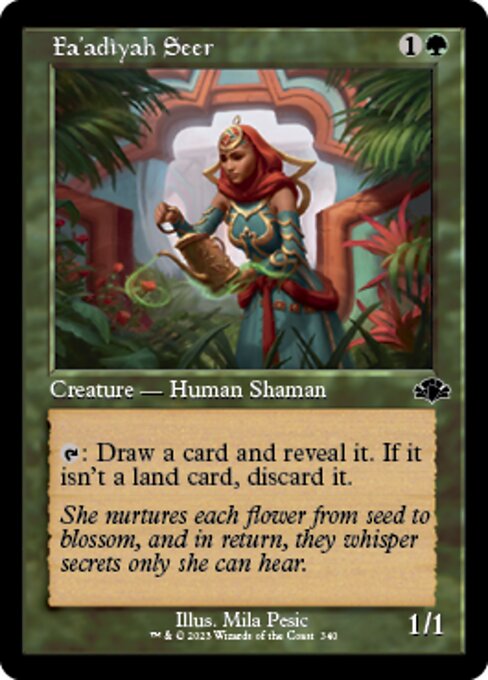 Fa'adiyah Seer
1
Creature — Human Shaman
: Draw a card and reveal it. If it
isn't a land card, discard it.
She nurtures each flower from seed to
blossom, and in return, they whisper
secrets only she can hear.
Illus. Mila Pesic
™ & © 2023 Wizards of the Coast 340
1/1